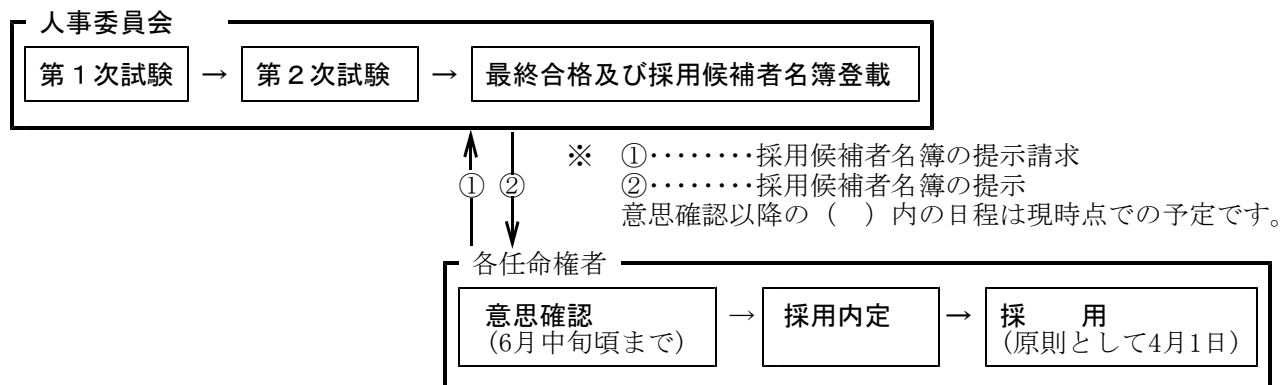 人事委員会
第１次試験 → 第２次試験 → 最終合格及び採用候補者名簿登載
① ②
※ ①‥‥‥‥採用候補者名簿の提示請求
②‥‥‥‥採用候補者名簿の提示
意思確認以降の（　）内の日程は現時点での予定です。
各任命権者
意思確認 → 採用内定 → 採　用
(6月中旬頃まで) (原則として4月1日)